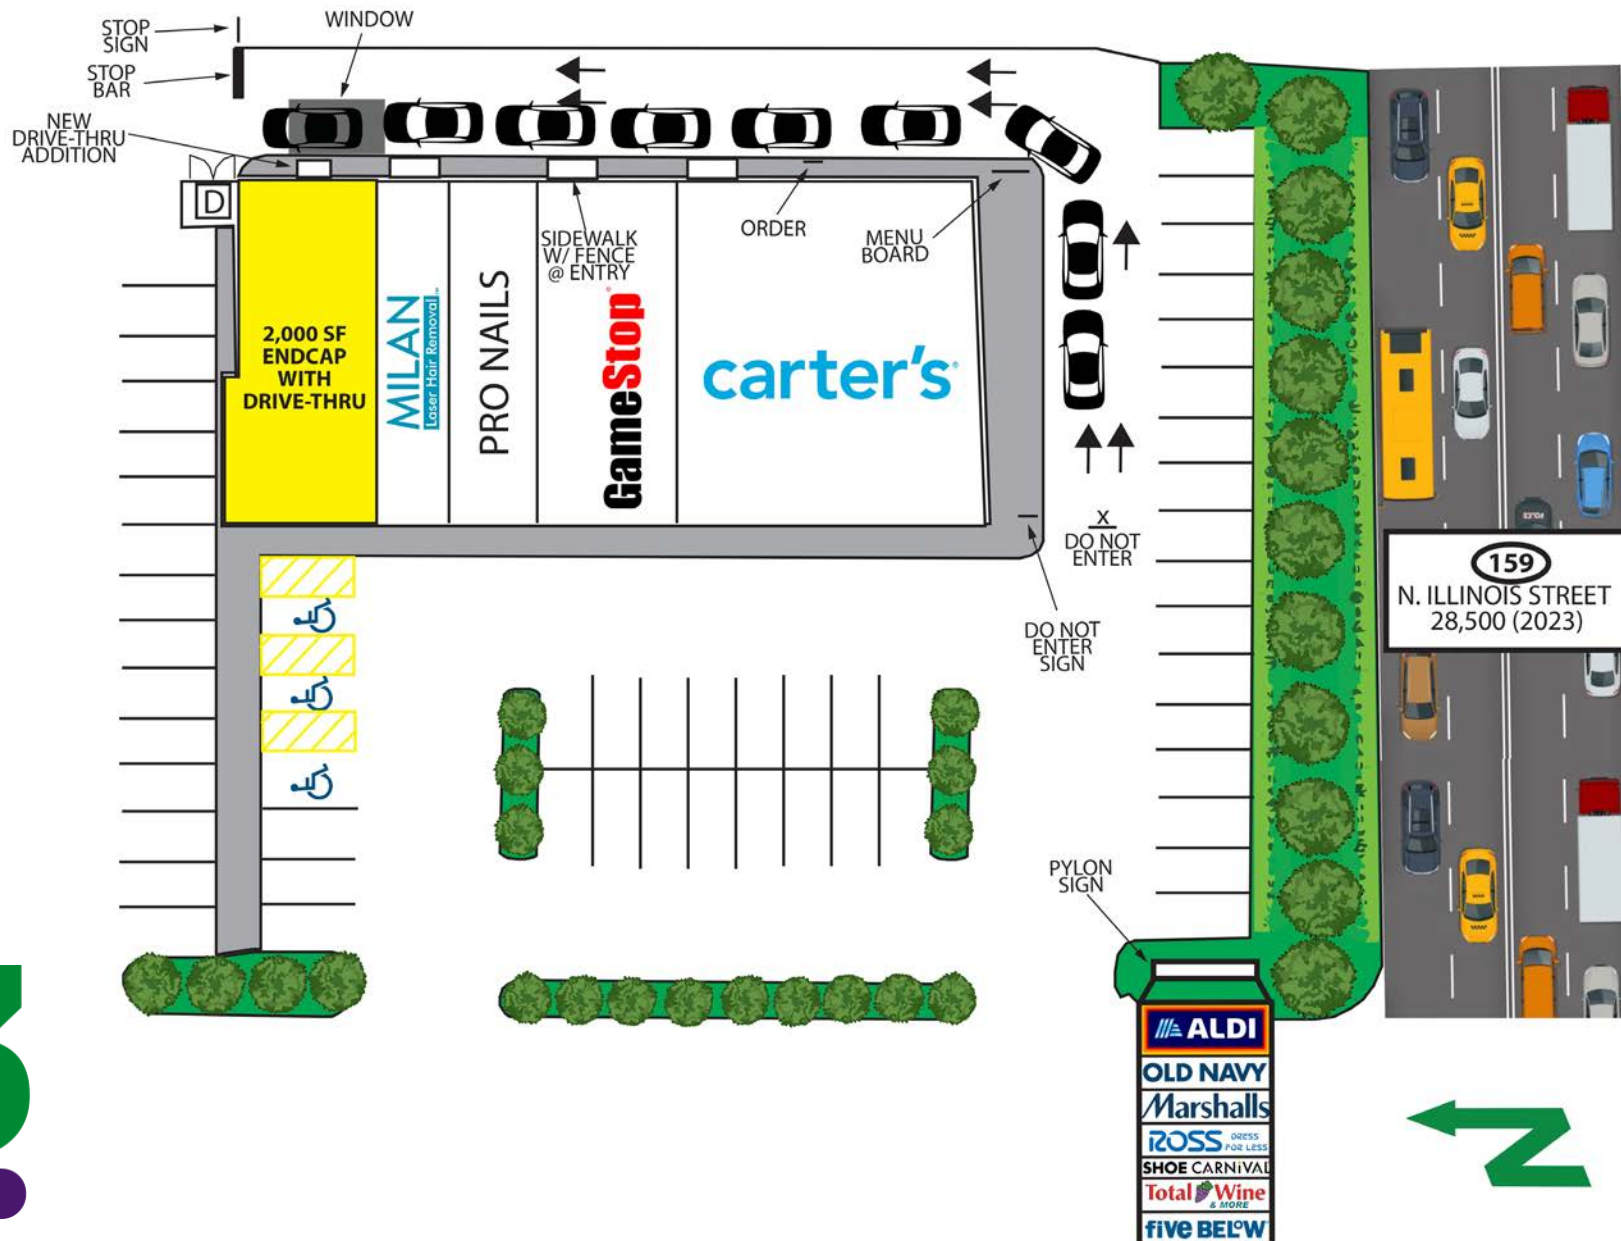 STOP
SIGN
WINDOW
STOP
BAR
NEW
DRIVE-THRU
ADDITION
D
SIDEWALK
W/ FENCE
@ ENTRY
ORDER
MENU
BOARD
2,000 SF
ENDCAP
WITH
DRIVE-THRU
MILAN
Laser Hair Removal
PRO NAILS
GameStop
carter's
X
DO NOT
ENTER
DO NOT
ENTER
SIGN
POLICE
159
N. ILLINOIS STREET
28,500 (2023)
PYLON
SIGN
ALDI
OLD NAVY
Marshalls
ROSS
DRESS
FOR LESS
SHOE CARNIVAL
Total Wine
& MORE
five BELOW
N